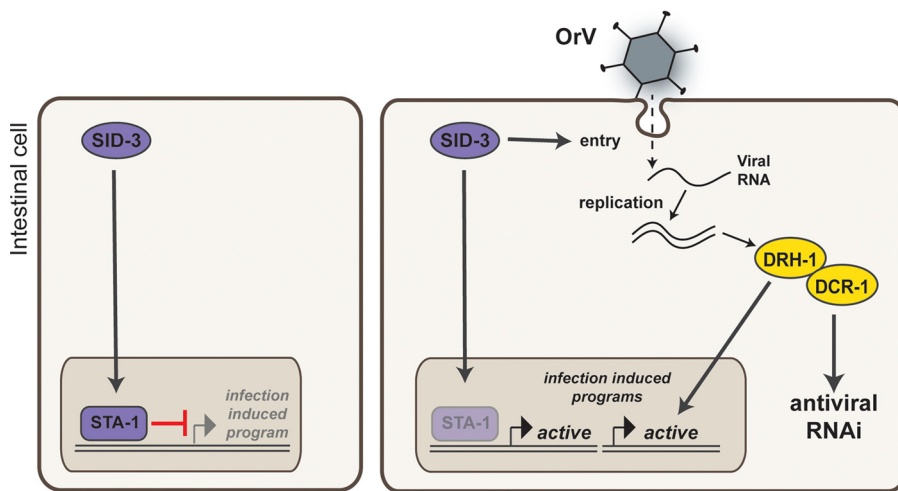 Intestinal cell
SID-3
STA-1
infection
induced
program
OrV
SID-3
entry
Viral
RNA
replication
DRH-1
DCR-1
infection induced
programs
STA-1
active
active
antiviral
RNAi